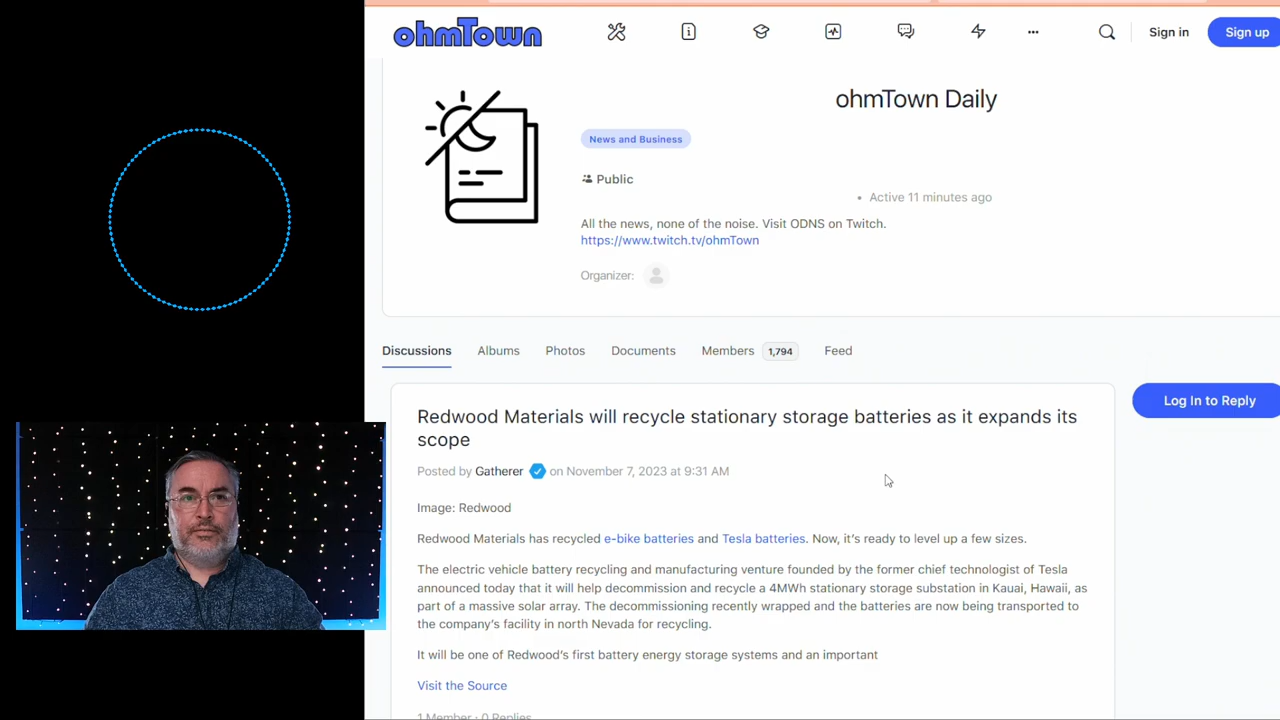 ohmTown
Sign in
Sign up
ohmTown Daily
News and Business
Public
• Active 11 minutes ago
All the news, none of the noise. Visit ODNS on Twitch.
https://www.twitch.tv/ohmTown
Organizer:
Discussions Albums Photos Documents Members 1,794 Feed
Redwood Materials will recycle stationary storage batteries as it expands its
scope
Log In to Reply
Posted by Gatherer on November 7, 2023 at 9:31 AM
Image: Redwood
Redwood Materials has recycled e-bike batteries and Tesla batteries. Now, it’s ready to level up a few sizes.
The electric vehicle battery recycling and manufacturing venture founded by the former chief technologist of Tesla
announced today that it will help decommission and recycle a 4MWh stationary storage substation in Kauai, Hawaii, as
part of a massive solar array. The decommissioning recently wrapped and the batteries are now being transported to
the company’s facility in north Nevada for recycling.
It will be one of Redwood’s first battery energy storage systems and an important
Visit the Source
1 Member · 0 Replies